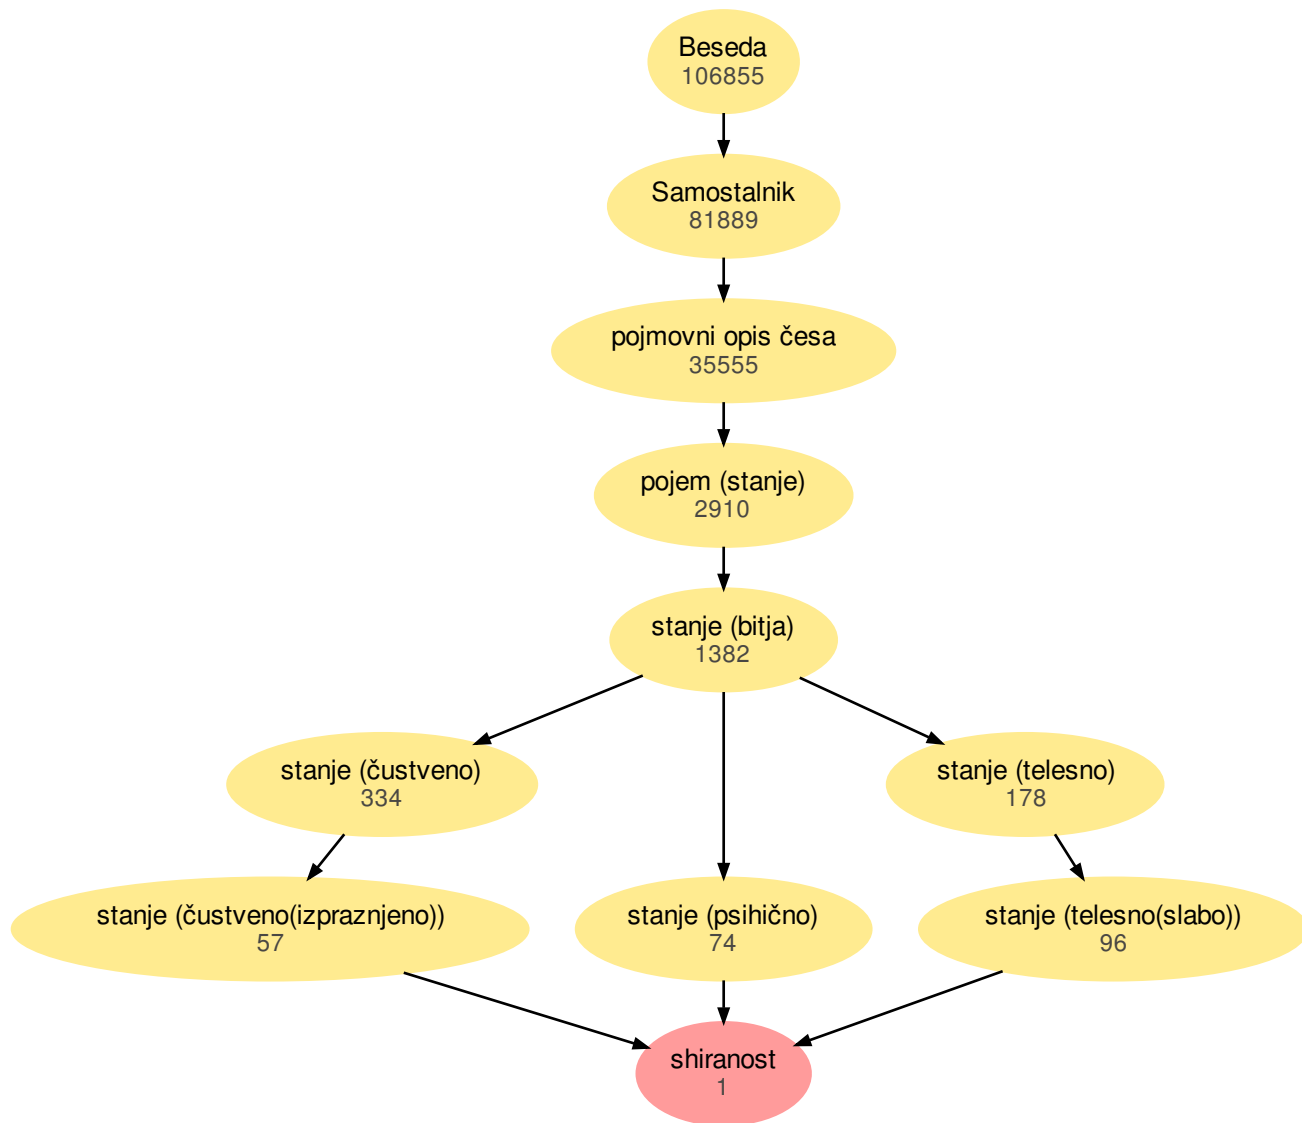 Beseda
106855
Samostalnik
81889
pojmovni opis česa
35555
pojem (stanje)
2910
stanje (bitja)
1382
stanje (čustveno)
334
stanje (telesno)
178
stanje (čustveno(izpraznjeno))
57
stanje (psihično)
74
stanje (telesno(slabo))
96
shiranost
1